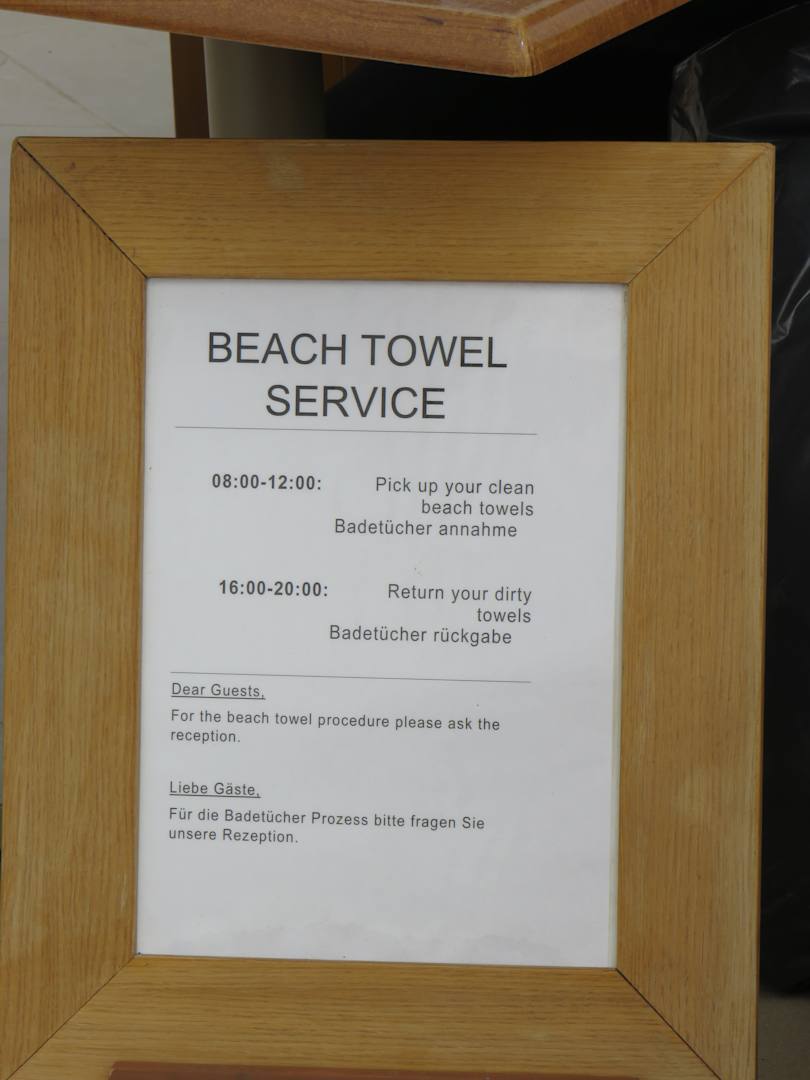 BEACH TOWEL
SERVICE
08:00-12:00: Pick up your clean
beach towels
Badetücher annahme
16:00-20:00: Return your dirty
towels
Badetücher rückgabe
Dear Guests,
For the beach towel procedure please ask the
reception.
Liebe Gäste,
Für die Badetücher Prozess bitte fragen Sie
unsere Rezeption.